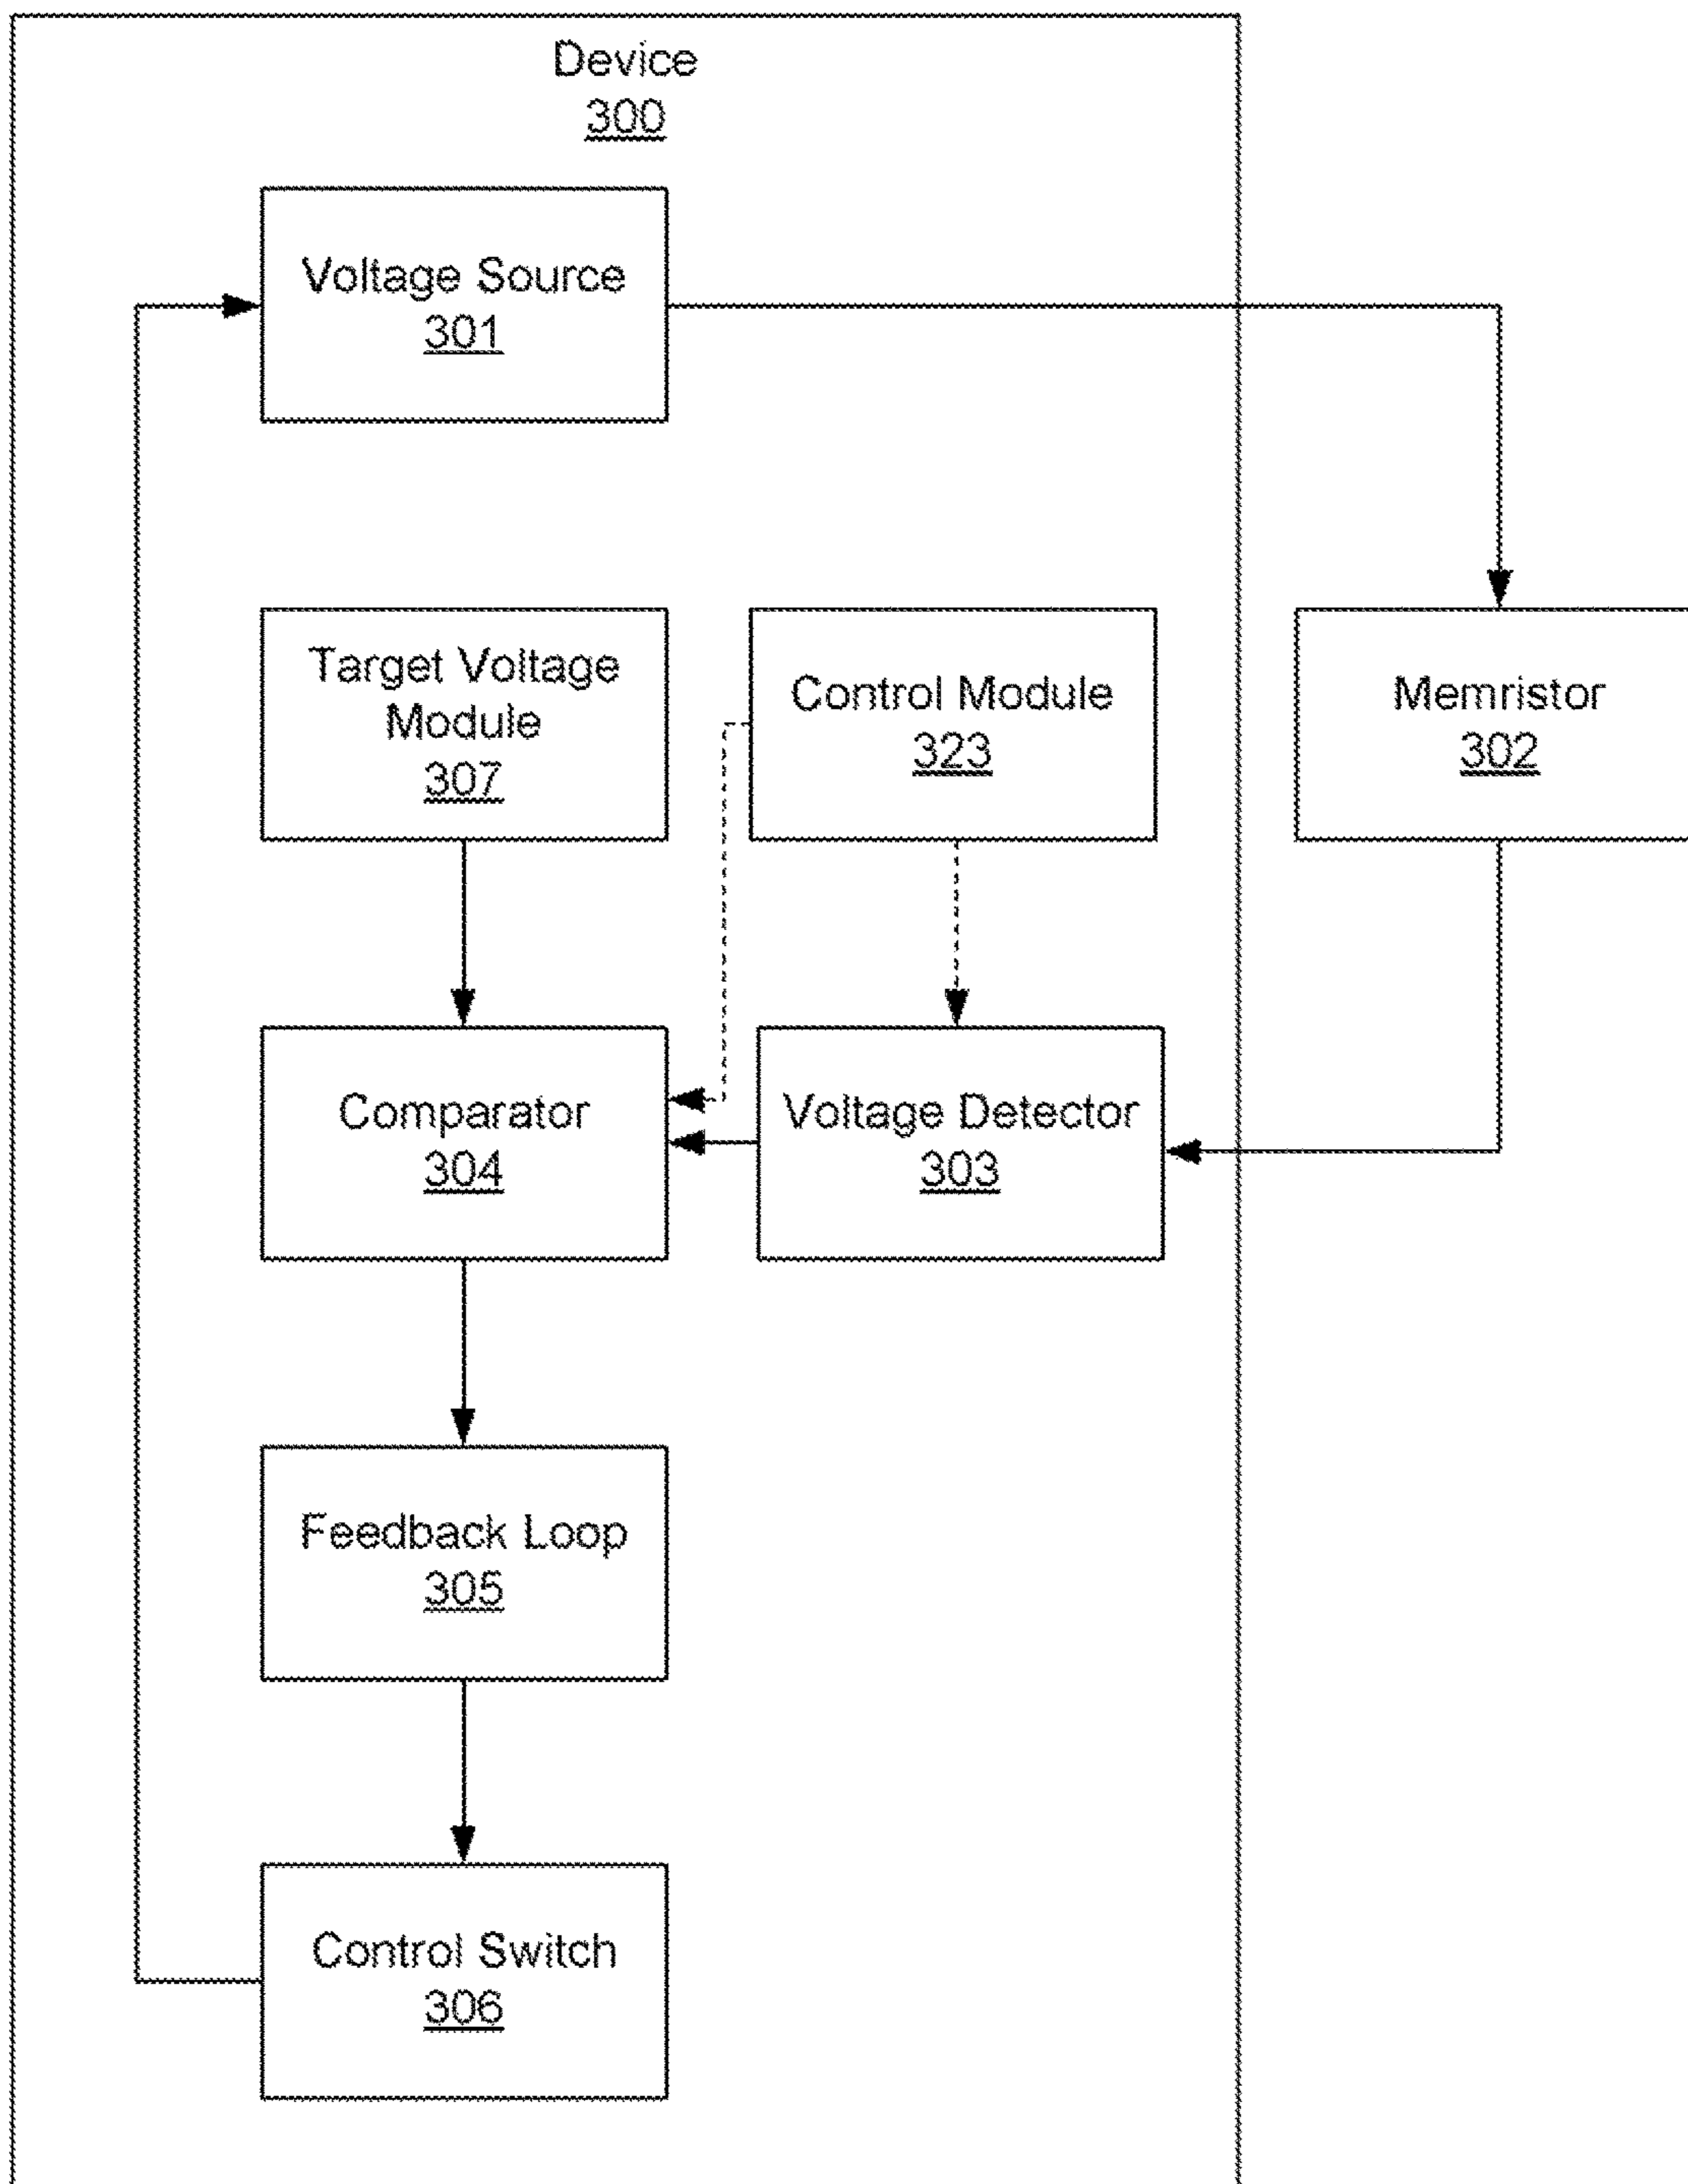 Device
300
Voltage Source
301
Target Voltage
Module
307
Control Module
323
Memristor
302
Comparator
304
Voltage Detector
303
Feedback Loop
305
Control Switch
306